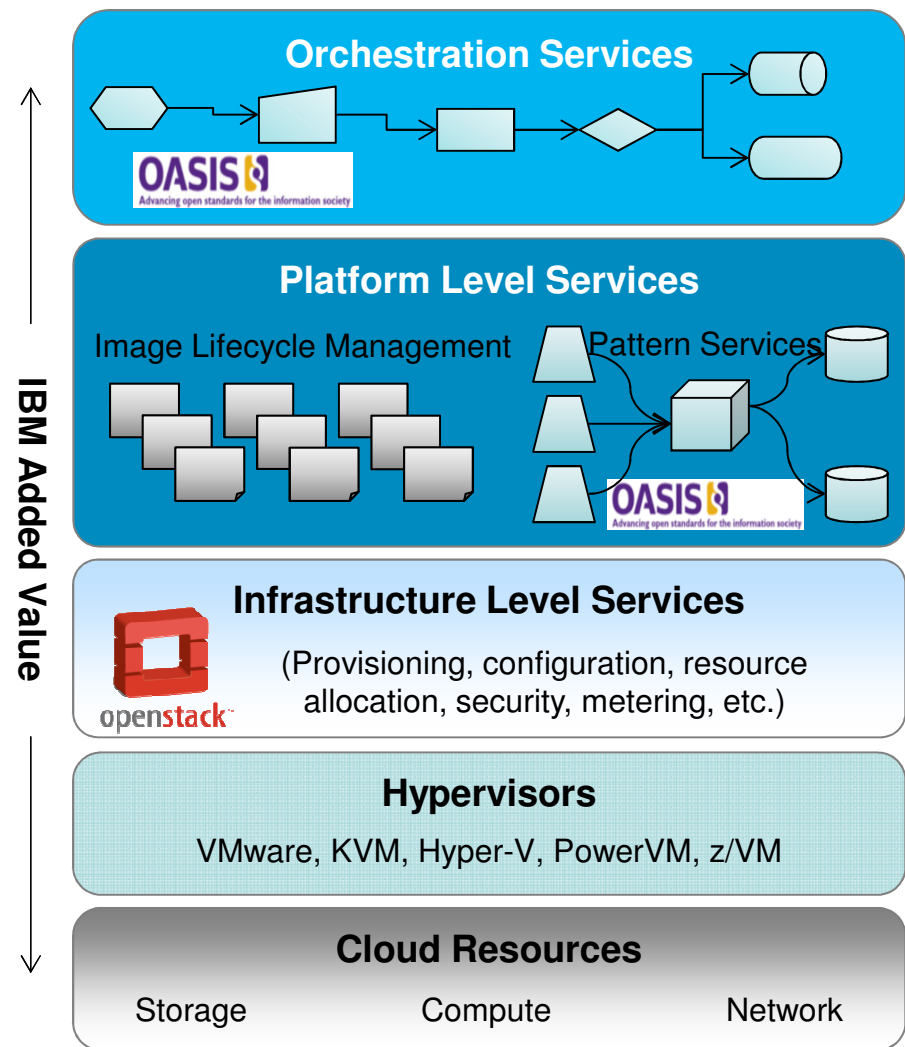 Orchestration Services
OASIS
Advancing open standards for the information society
Platform Level Services
Image Lifecycle Management
Pattern Services
OASIS
Advancing open standards for the information society
IBM Added Value
Infrastructure Level Services
(Provisioning, configuration, resource
allocation, security, metering, etc.)
openstack
Hypervisors
VMware, KVM, Hyper-V, PowerVM, z/VM
Cloud Resources
Storage Compute Network